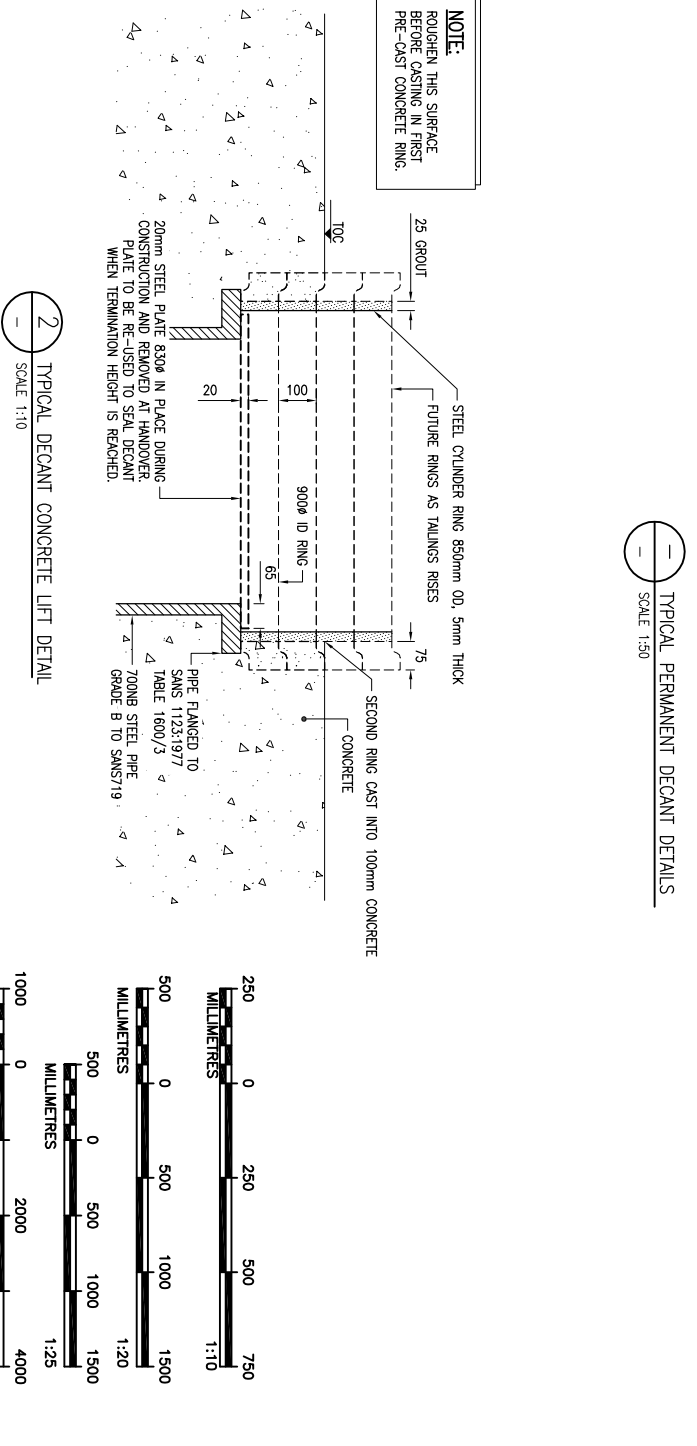 1
-
TYPICAL PERMANENT DECANT DETAILS
SCALE 1:50
NOTE:
ROUGHEN THIS SURFACE
BEFORE CASTING IN FIRST
PRE-CAST CONCRETE RING.
TOC
25 GROUT
STEEL CYLINDER RING 850mm OD, 5mm THICK
FUTURE RINGS AS TAILINGS RISES
75
SECOND RING CAST INTO 100mm CONCRETE
CONCRETE
20
100
900ø ID RING
65
20mm STEEL PLATE 830ø IN PLACE DURING
CONSTRUCTION AND REMOVED AT HANDOVER.
PLATE TO BE RE-USED TO SEAL DECANT
WHEN TERMINATION HEIGHT IS REACHED.
PIPE FLANGED TO
SANS 1123:1977
TABLE 1600/3
700NB STEEL PIPE
GRADE B TO SANS719
2
-
TYPICAL DECANT CONCRETE LIFT DETAIL
SCALE 1:10
250 0 250 500 750
MILLIMETRES 1:10
500 0 500 1000 1500
MILLIMETRES 1:20
500 0 500 1000 1500
MILLIMETRES 1:25
1000 0 2000 4000